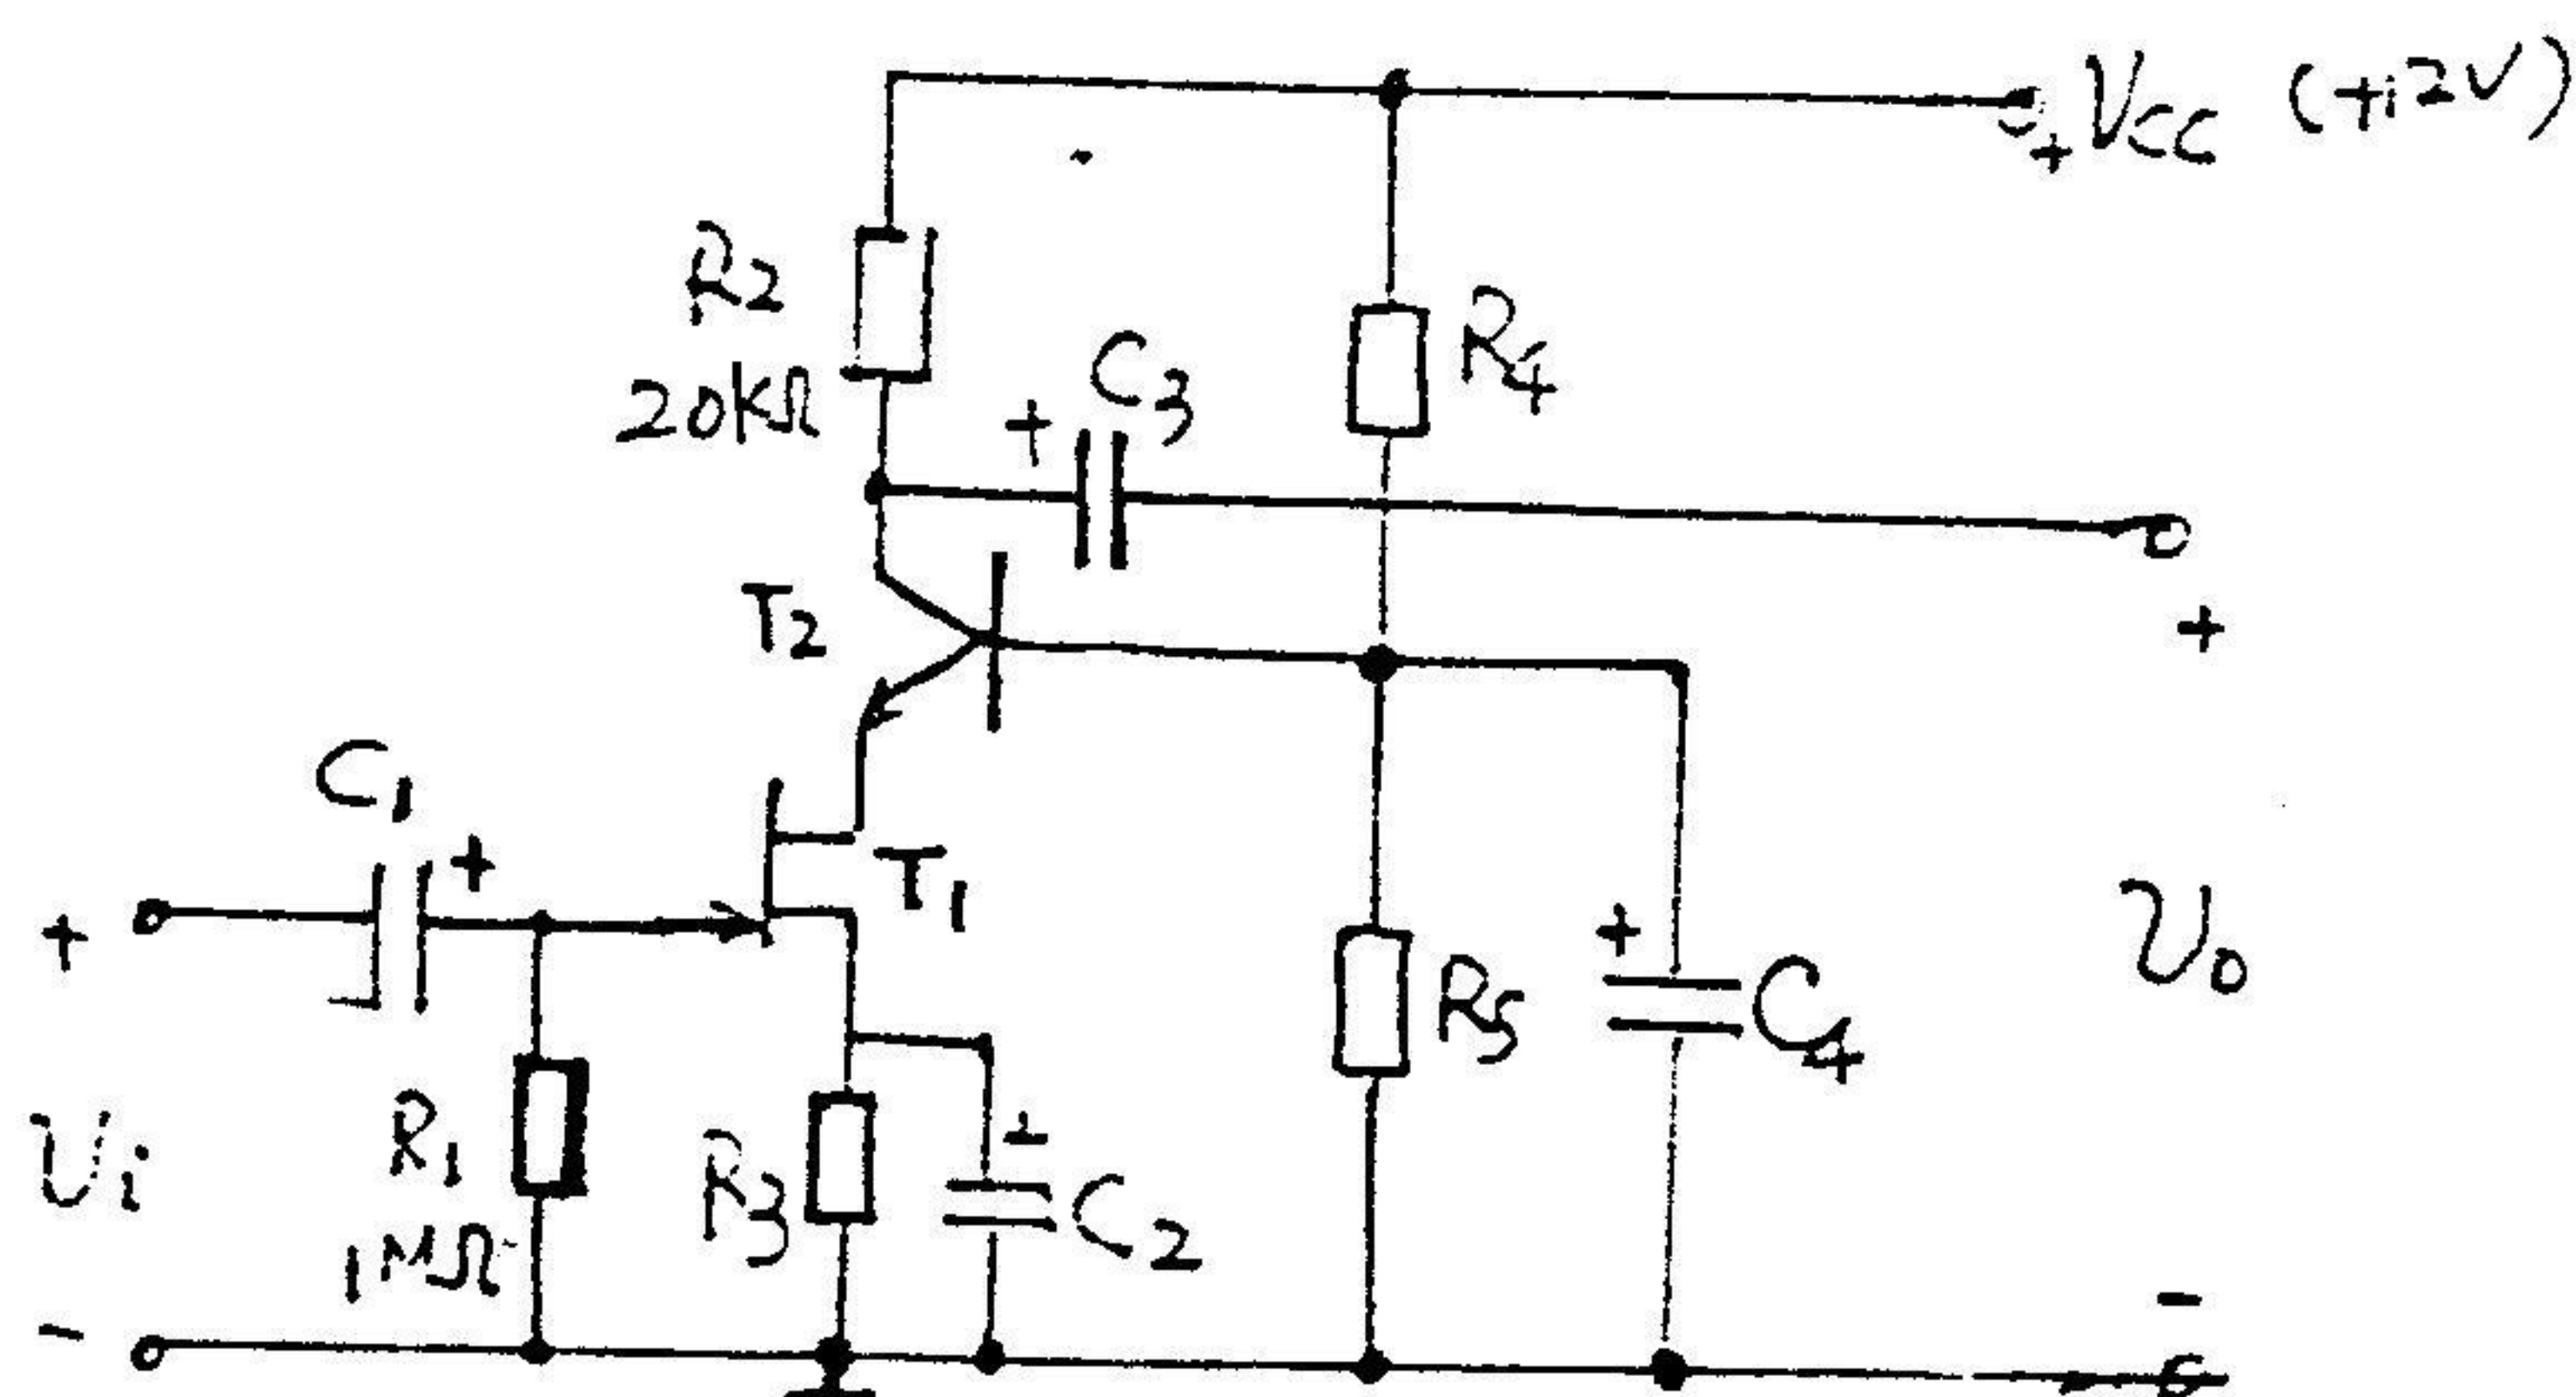 +VCC (+12V)
R2
20KΩ
+
C3
R4
T2
+
C1
+
+
T1
+
C4
R5
Vo
Vi
R1
1MΩ
R3
+
C2
-
-